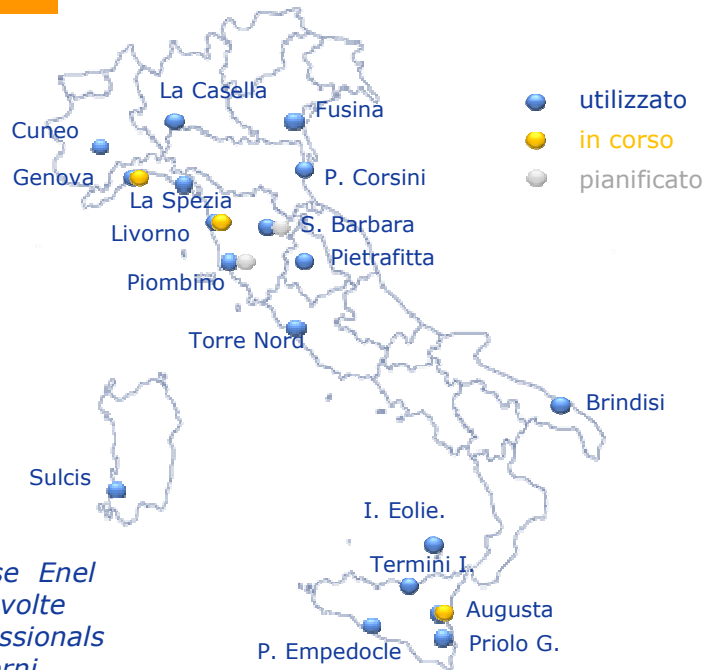 La Casella
Fusina
utilizzato
Cuneo
in corso
Genova
P. Corsini
pianificato
La Spezia
Livorno
S. Barbara
Pietrafitta
Piombino
Torre Nord
Brindisi
Sulcis
I. Eolie.
se Enel
Termini I.
volte
Augusta
essionals
Priolo G.
P. Empedocle